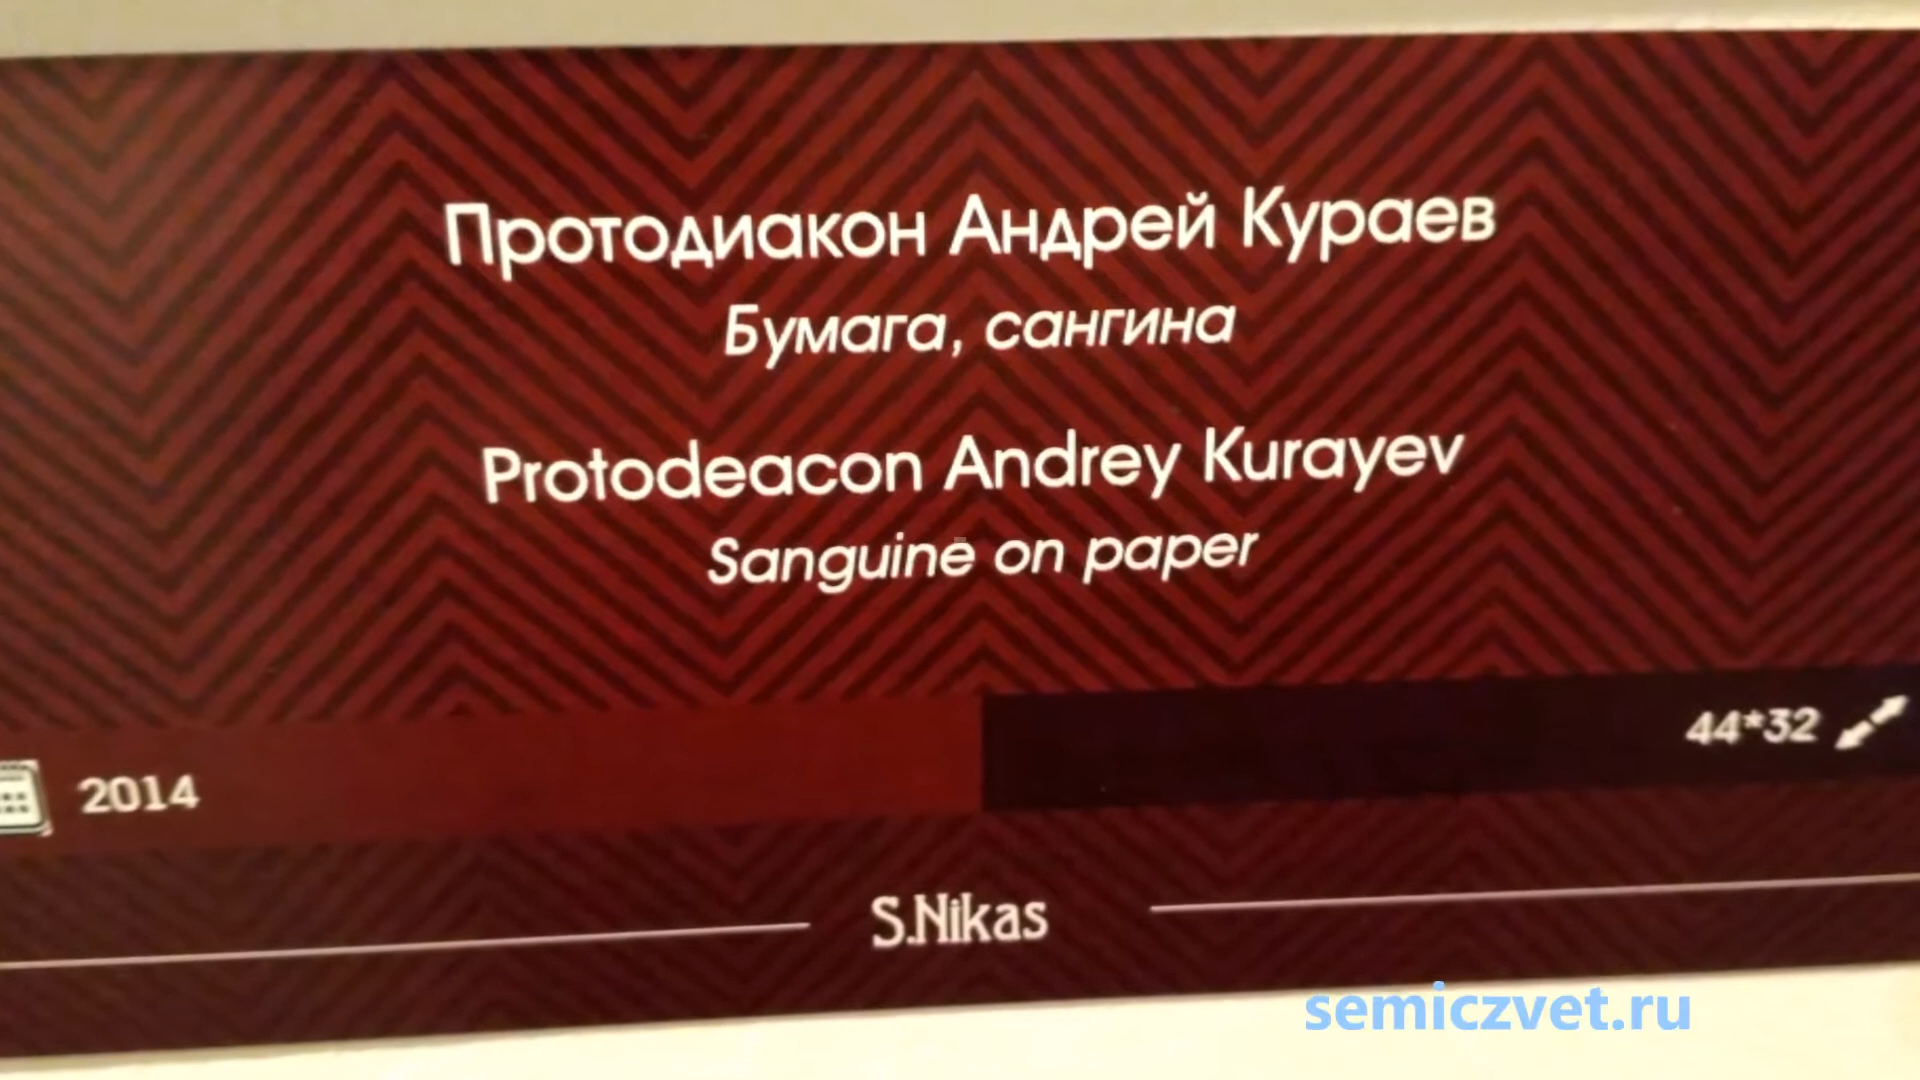 Протодиакон Андрей Кураев
Бумага, сангина
Protodeacon Andrey Kurayev
Sanguine on paper
2014
44*32
S.Nikas
semiczvet.ru